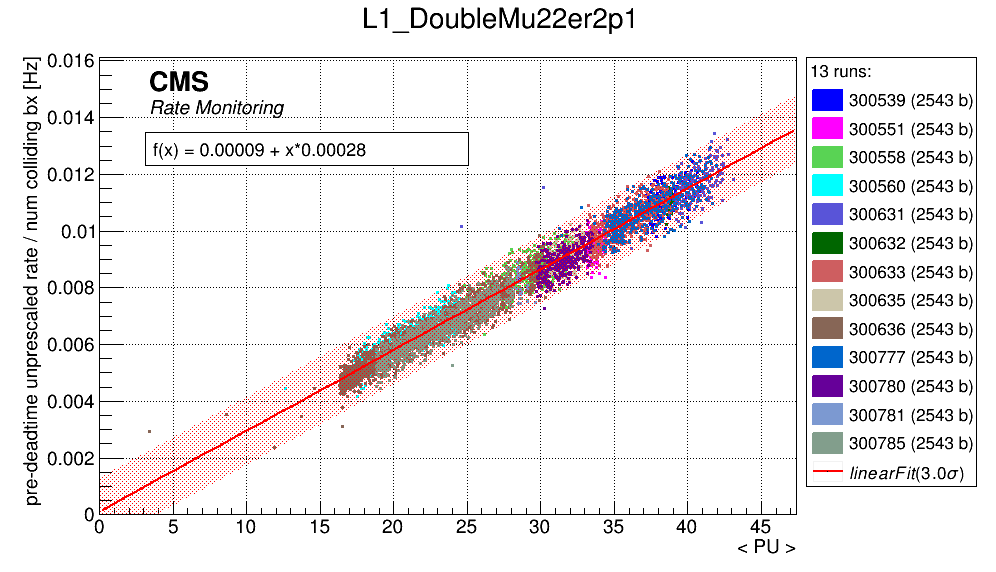 L1_DoubleMu22er2p1
pre-deadtime unprescaled rate / num colliding bx [Hz]
0.016
0.014
0.012
0.01
0.008
0.006
0.004
0.002
0
CMS
Rate Monitoring
f(x) = 0.00009 + x*0.00028
0 5 10 15 20 25 30 35 40 45
< PU >
13 runs:
300539 (2543 b)
300551 (2543 b)
300558 (2543 b)
300560 (2543 b)
300631 (2543 b)
300632 (2543 b)
300633 (2543 b)
300635 (2543 b)
300636 (2543 b)
300777 (2543 b)
300780 (2543 b)
300781 (2543 b)
300785 (2543 b)
linearFit(3.0σ)